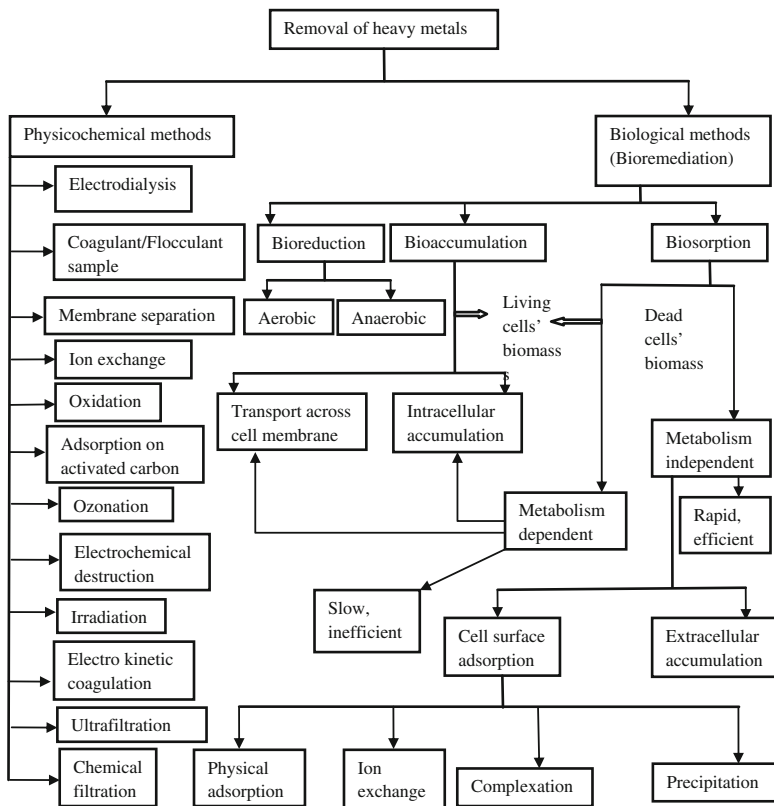 Removal of heavy metals
Physicochemical methods
Biological methods
(Bioremediation)
Electrodialysis
Coagulant/Flocculant
sample
Membrane separation
Ion exchange
Oxidation
Adsorption on
activated carbon
Ozonation
Electrochemical
destruction
Irradiation
Electro kinetic
coagulation
Ultrafiltration
Chemical
filtration
Bioreduction
Bioaccumulation
Biosorption
Aerobic
Anaerobic
Living
cells'
biomass
s
Dead
cells'
biomass
Transport across
cell membrane
Intracellular
accumulation
Metabolism
independent
Metabolism
dependent
Rapid,
efficient
Slow,
inefficient
Cell surface
adsorption
Extracellular
accumulation
Physical
adsorption
Ion
exchange
Complexation
Precipitation